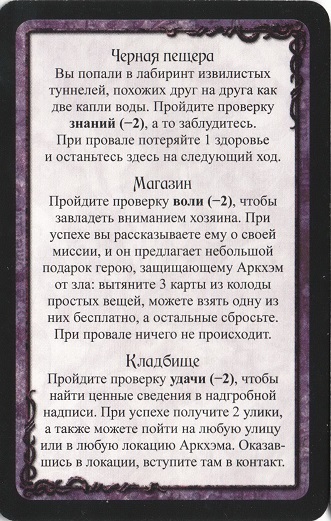 Черная пещера
Вы попали в лабиринт извилистых
туннелей, похожих друг на друга как
две капли воды. Пройдите проверку
знаний (−2), а то заблудитесь.
При провале потеряйте 1 здоровье
и останьтесь здесь на следующий ход.
Магазин
Пройдите проверку воли (−2), чтобы
завладеть вниманием хозяина. При
успехе вы рассказываете ему о своей
миссии, и он предлагает небольшой
подарок герою, защищающему Аркхэм
от зла: вытяните 3 карты из колоды
простых вещей, можете взять одну из
них бесплатно, а остальные сбросьте.
При провале ничего не происходит.
Кладбище
Пройдите проверку удачи (−2), чтобы
найти ценные сведения в надгробной
надписи. При успехе получите 2 улики,
а также можете пойти на любую улицу
или в любую локацию Аркхэма. Оказав-
шись в локации, вступите там в контакт.